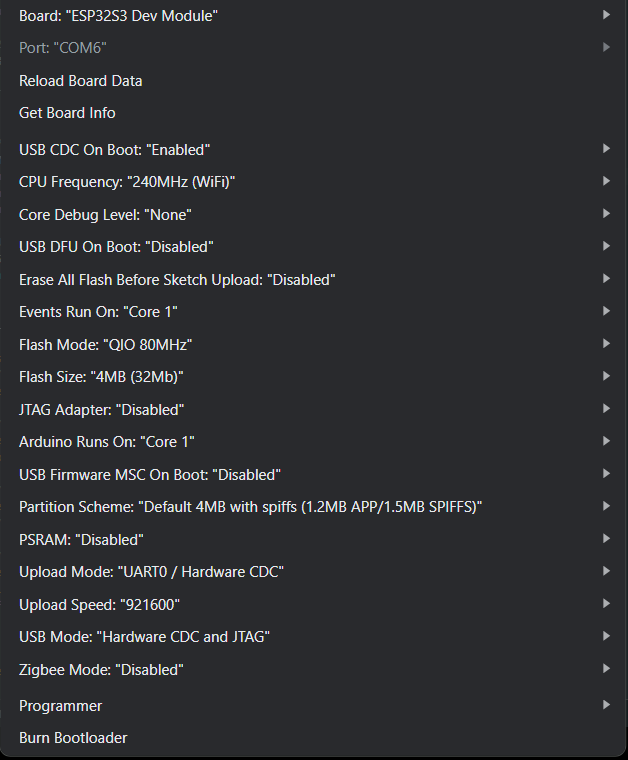 Board: "ESP32S3 Dev Module"
Port: "COM6"
Reload Board Data
Get Board Info
USB CDC On Boot: "Enabled"
CPU Frequency: "240MHz (WiFi)"
Core Debug Level: "None"
USB DFU On Boot: "Disabled"
Erase All Flash Before Sketch Upload: "Disabled"
Events Run On: "Core 1"
Flash Mode: "QIO 80MHz"
Flash Size: "4MB (32Mb)"
JTAG Adapter: "Disabled"
Arduino Runs On: "Core 1"
USB Firmware MSC On Boot: "Disabled"
Partition Scheme: "Default 4MB with spiffs (1.2MB APP/1.5MB SPIFFS)"
PSRAM: "Disabled"
Upload Mode: "UART0 / Hardware CDC"
Upload Speed: "921600"
USB Mode: "Hardware CDC and JTAG"
Zigbee Mode: "Disabled"
Programmer
Burn Bootloader